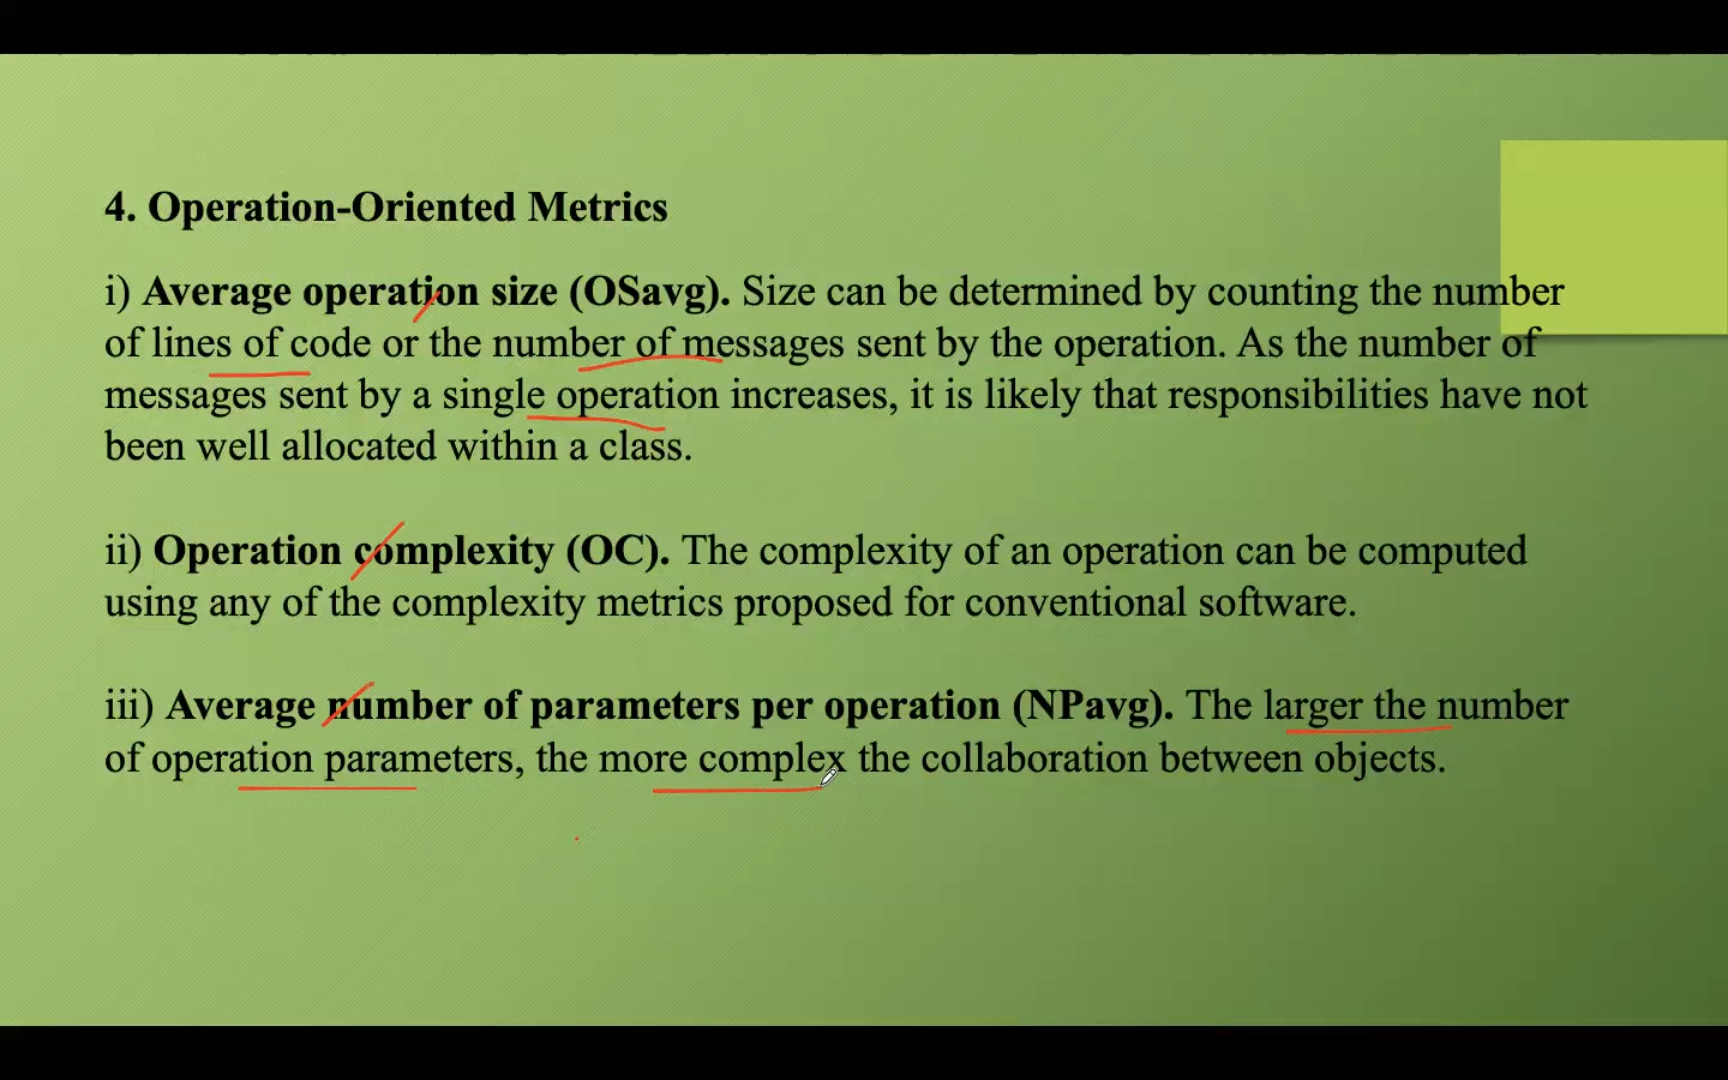 4. Operation-Oriented Metrics
i) Average operation size (OSavg). Size can be determined by counting the number
of lines of code or the number of messages sent by the operation. As the number of
messages sent by a single operation increases, it is likely that responsibilities have not
been well allocated within a class.
ii) Operation complexity (OC). The complexity of an operation can be computed
using any of the complexity metrics proposed for conventional software.
iii) Average number of parameters per operation (NPavg). The larger the number
of operation parameters, the more complex the collaboration between objects.